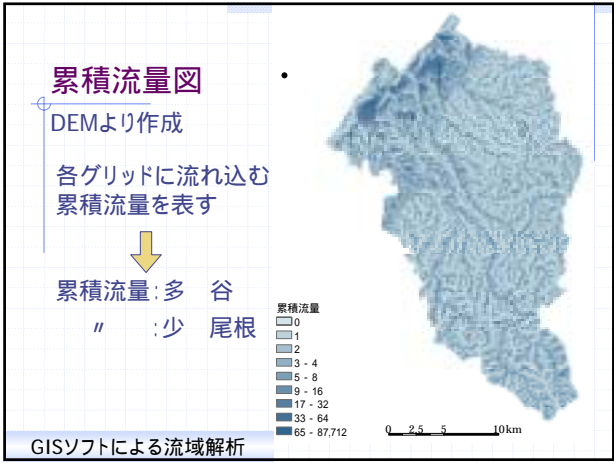 累積流量図
DEMより作成
各グリッドに流れ込む
累積流量を表す
累積流量:多 谷
〃 :少 尾根
累積流量
0
1
2
3 - 4
5 - 8
9 - 16
17 - 32
33 - 64
65 - 87,712
0 2.5 5 10km
GISソフトによる流域解析